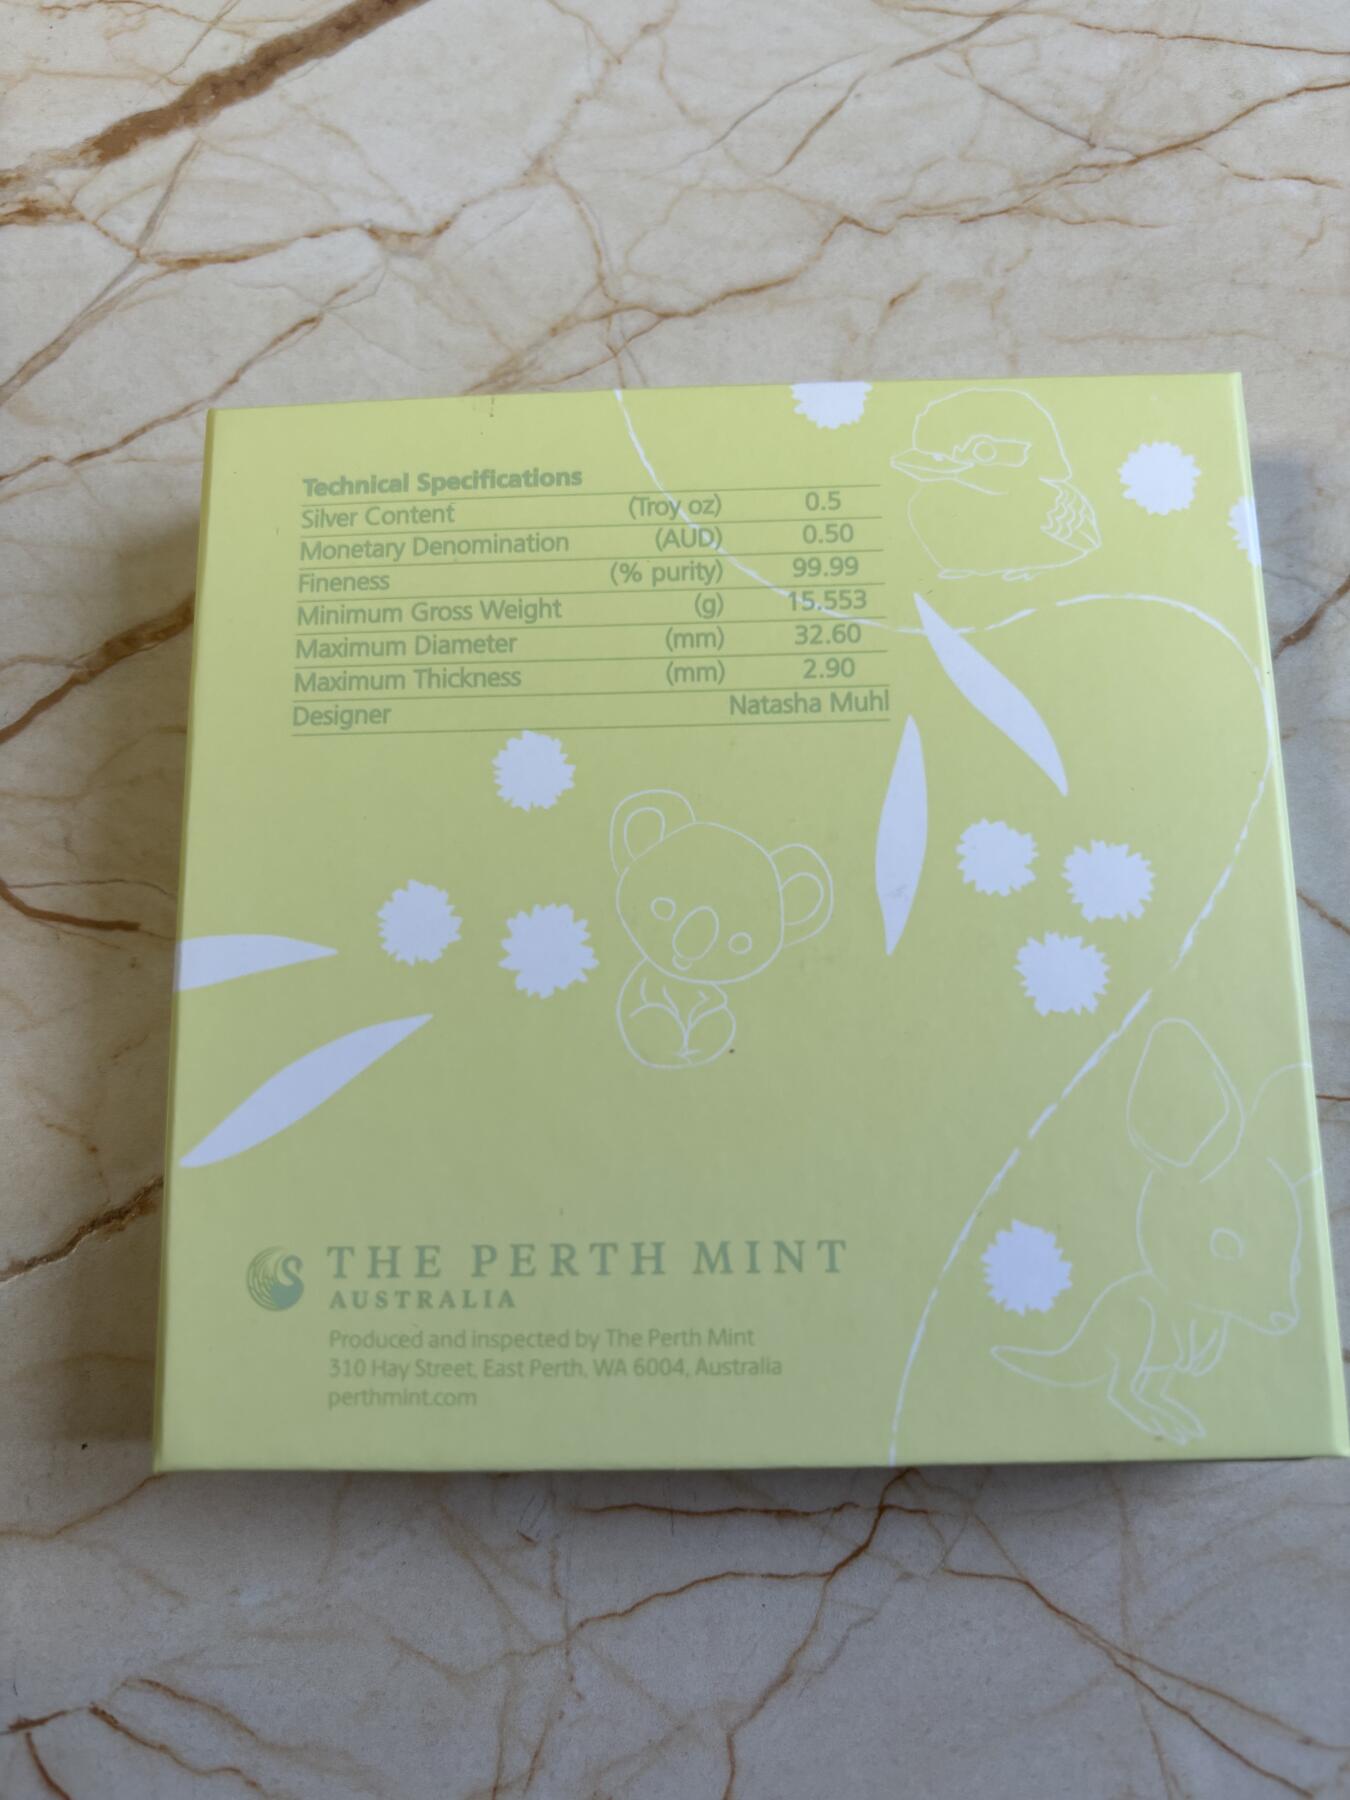 Technical Specifications
Silver Content (Troy oz) 0.5
Monetary Denomination (AUD) 0.50
Fineness (% purity) 99.99
Minimum Gross Weight (g) 15.553
Maximum Diameter (mm) 32.60
Maximum Thickness (mm) 2.90
Designer Natasha Muhl
THE PERTH MINT
AUSTRALIA
Produced and inspected by The Perth Mint
310 Hay Street, East Perth, WA 6004, Australia
perthmint.com